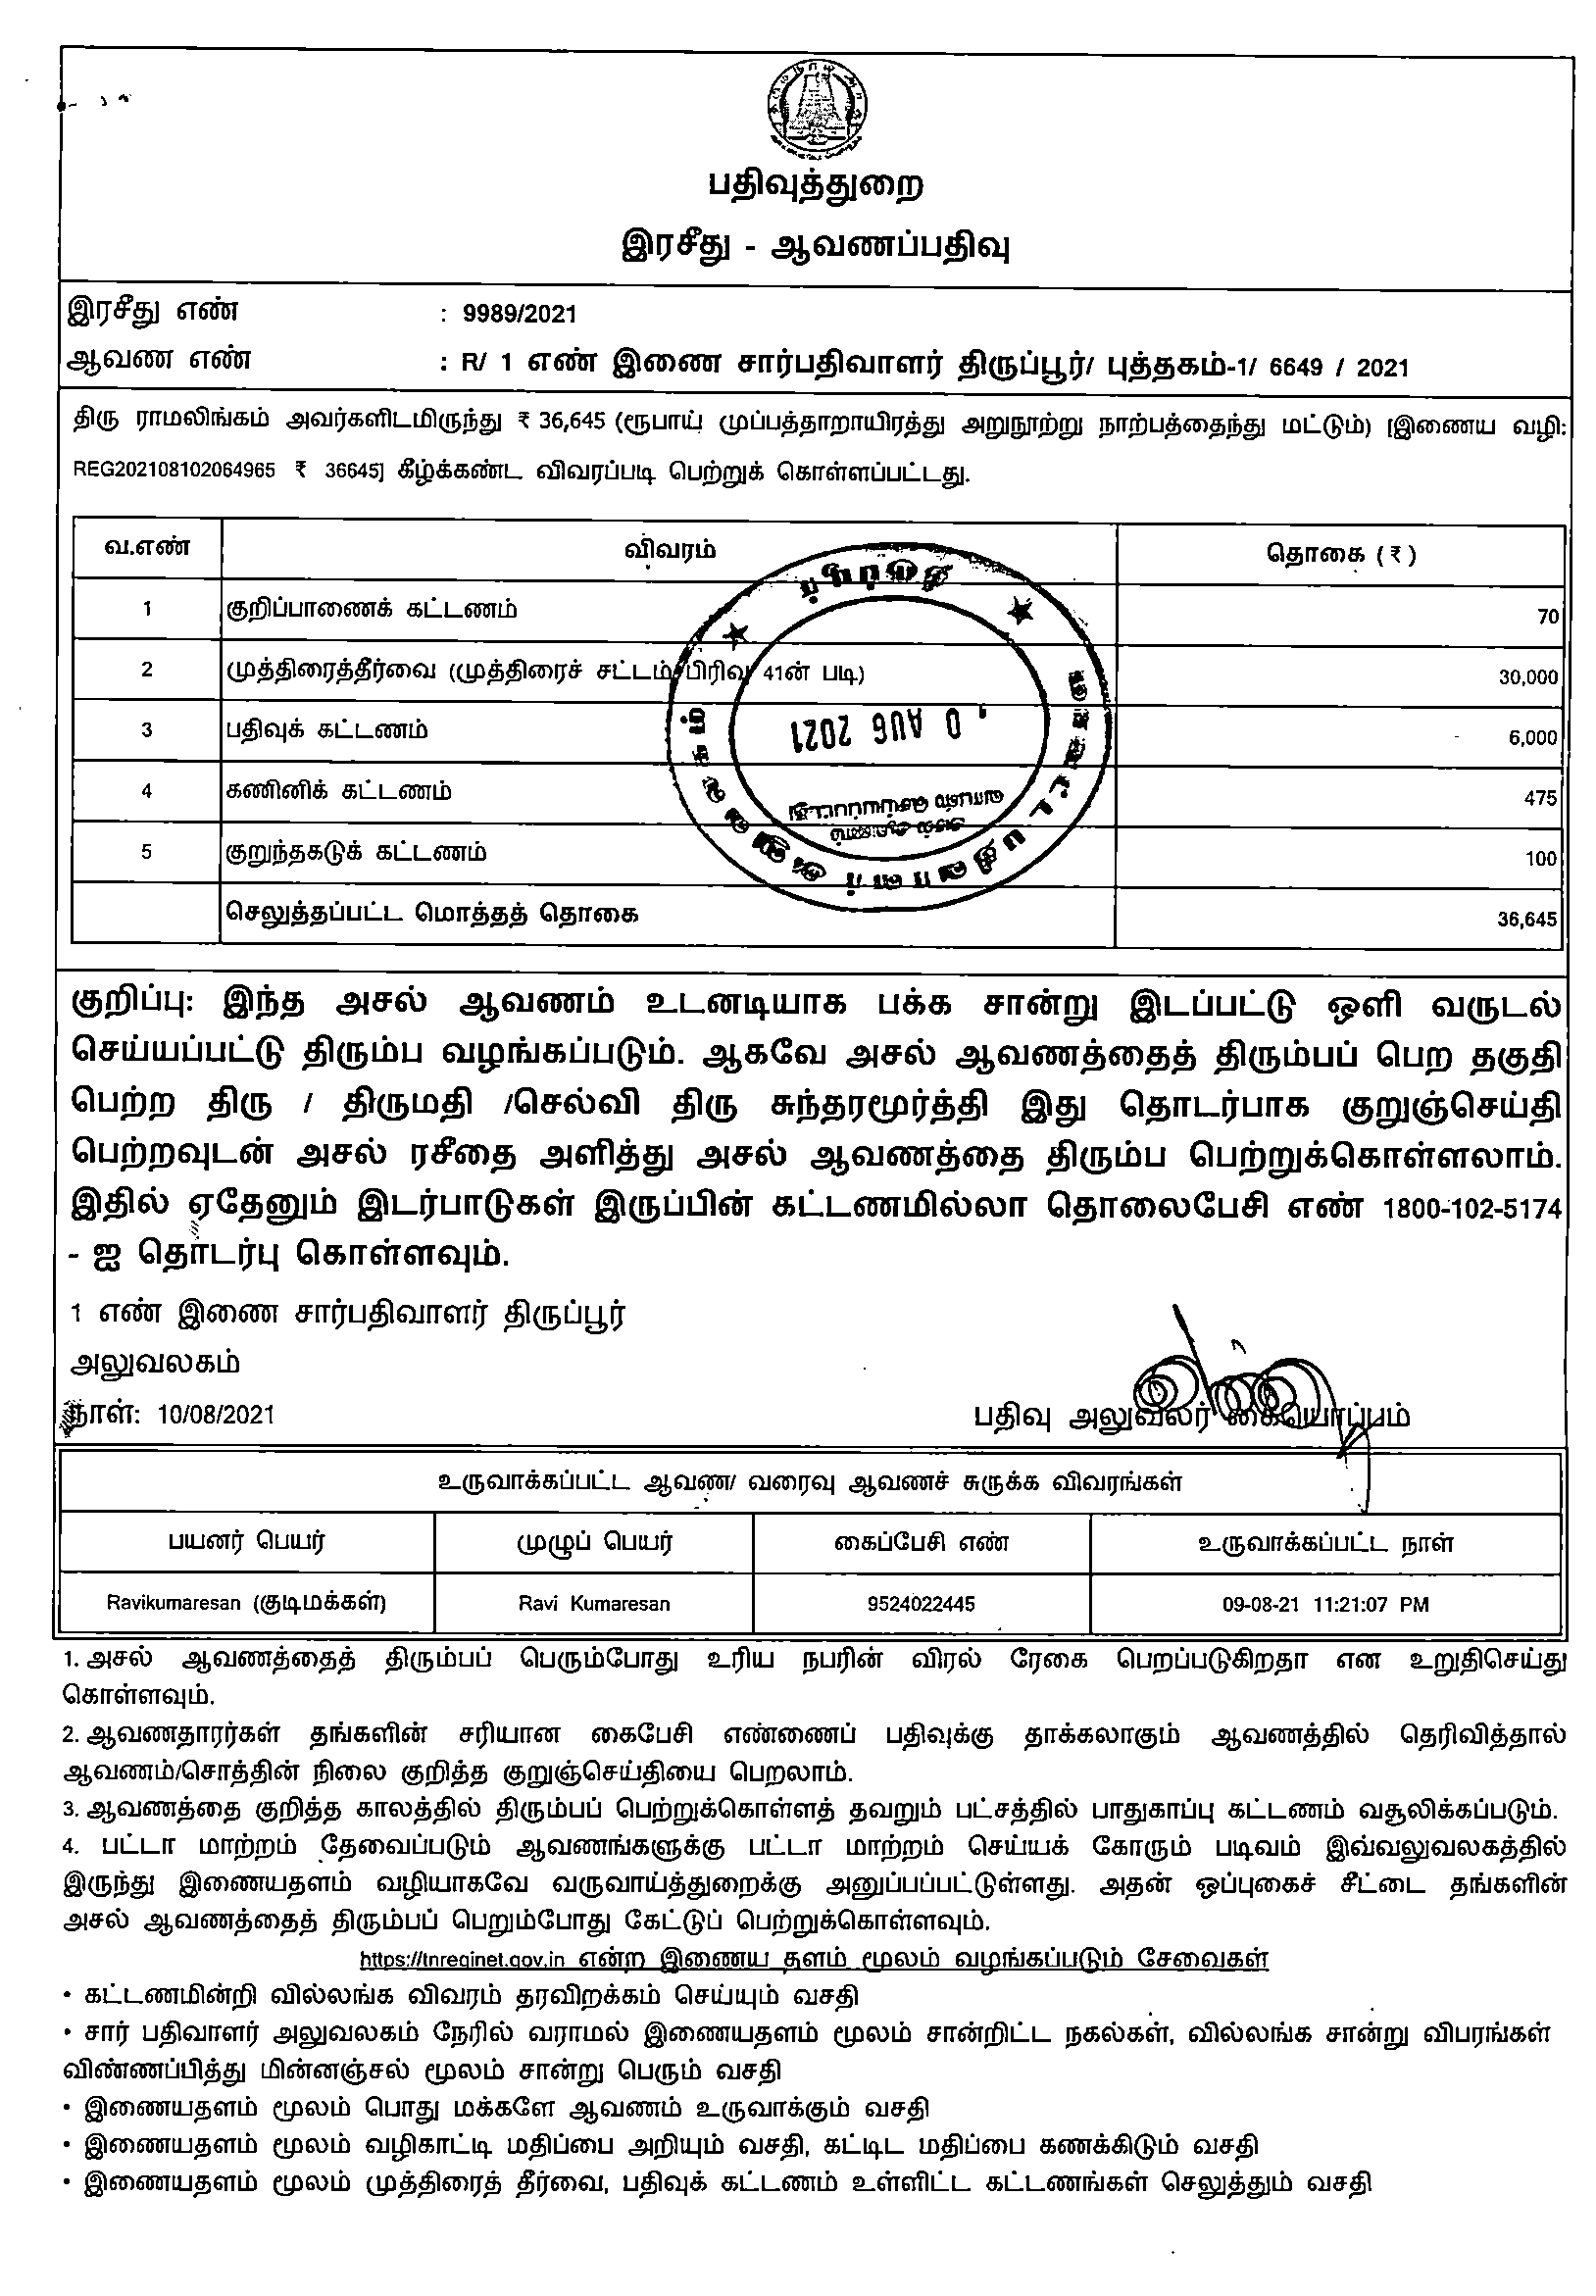 பதிவுத்துறை
இரசீது - ஆவணப்பதிவு
இரசீது எண் : 9989/2021
ஆவண எண் : R/ 1 எண் இணை சார்பதிவாளர் திருப்பூர்/ புத்தகம்-1/ 6649 / 2021
திரு ராமலிங்கம் அவர்களிடமிருந்து ₹ 36,645 (ரூபாய் முப்பத்தாறாயிரத்து அறுநூற்று நாற்பத்தைந்து மட்டும்) [இணைய வழி:
REG202108102064965 ₹ 36645] கீழ்க்கண்ட விவரப்படி பெற்றுக் கொள்ளப்பட்டது.
வ.எண் விவரம் தொகை (₹)
1 குறிப்பாணைக் கட்டணம் 70
2 முத்திரைத்தீர்வை (முத்திரைச் சட்டம் பிரிவு 41ன் படி) 30,000
3 பதிவுக் கட்டணம் 6,000
4 கணினிக் கட்டணம் 475
5 குறுந்தகடுக் கட்டணம் 100
செலுத்தப்பட்ட மொத்தத் தொகை 36,645
0 AUG 2021
குறிப்பு: இந்த அசல் ஆவணம் உடனடியாக பக்க சான்று இடப்பட்டு ஒளி வருடல்
செய்யப்பட்டு திரும்ப வழங்கப்படும். ஆகவே அசல் ஆவணத்தைத் திரும்பப் பெற தகுதி
பெற்ற திரு / திருமதி /செல்வி திரு சுந்தரமூர்த்தி இது தொடர்பாக குறுஞ்செய்தி
பெற்றவுடன் அசல் ரசீதை அளித்து அசல் ஆவணத்தை திரும்ப பெற்றுக்கொள்ளலாம்.
இதில் ஏதேனும் இடர்பாடுகள் இருப்பின் கட்டணமில்லா தொலைபேசி எண் 1800-102-5174
- ஐ தொடர்பு கொள்ளவும்.
1 எண் இணை சார்பதிவாளர் திருப்பூர்
அலுவலகம்
நாள்: 10/08/2021
பதிவு அலுவலர் கையொப்பம்
உருவாக்கப்பட்ட ஆவண/ வரைவு ஆவணச் சுருக்க விவரங்கள்
பயனர் பெயர் முழுப் பெயர் கைப்பேசி எண் உருவாக்கப்பட்ட நாள்
Ravikumaresan (குடிமக்கள்) Ravi Kumaresan 9524022445 09-08-21 11:21:07 PM
1. அசல் ஆவணத்தைத் திரும்பப் பெரும்போது உரிய நபரின் விரல் ரேகை பெறப்படுகிறதா என உறுதிசெய்து
கொள்ளவும்.
2. ஆவணதாரர்கள் தங்களின் சரியான கைபேசி எண்ணைப் பதிவுக்கு தாக்கலாகும் ஆவணத்தில் தெரிவித்தால்
ஆவணம்/சொத்தின் நிலை குறித்த குறுஞ்செய்தியை பெறலாம்.
3. ஆவணத்தை குறித்த காலத்தில் திரும்பப் பெற்றுக்கொள்ளத் தவறும் பட்சத்தில் பாதுகாப்பு கட்டணம் வசூலிக்கப்படும்.
4. பட்டா மாற்றம் தேவைப்படும் ஆவணங்களுக்கு பட்டா மாற்றம் செய்யக் கோரும் படிவம் இவ்வலுவலகத்தில்
இருந்து இணையதளம் வழியாகவே வருவாய்த்துறைக்கு அனுப்பப்பட்டுள்ளது. அதன் ஒப்புகைச் சீட்டை தங்களின்
அசல் ஆவணத்தைத் திரும்பப் பெறும்போது கேட்டுப் பெற்றுக்கொள்ளவும்.
https://tnreginet.gov.in என்ற இணைய தளம் மூலம் வழங்கப்படும் சேவைகள்
• கட்டணமின்றி வில்லங்க விவரம் தரவிறக்கம் செய்யும் வசதி
• சார் பதிவாளர் அலுவலகம் நேரில் வராமல் இணையதளம் மூலம் சான்றிட்ட நகல்கள், வில்லங்க சான்று விபரங்கள்
விண்ணப்பித்து மின்னஞ்சல் மூலம் சான்று பெரும் வசதி
• இணையதளம் மூலம் பொது மக்களே ஆவணம் உருவாக்கும் வசதி
• இணையதளம் மூலம் வழிகாட்டி மதிப்பை அறியும் வசதி, கட்டிட மதிப்பை கணக்கிடும் வசதி
• இணையதளம் மூலம் முத்திரைத் தீர்வை, பதிவுக் கட்டணம் உள்ளிட்ட கட்டணங்கள் செலுத்தும் வசதி